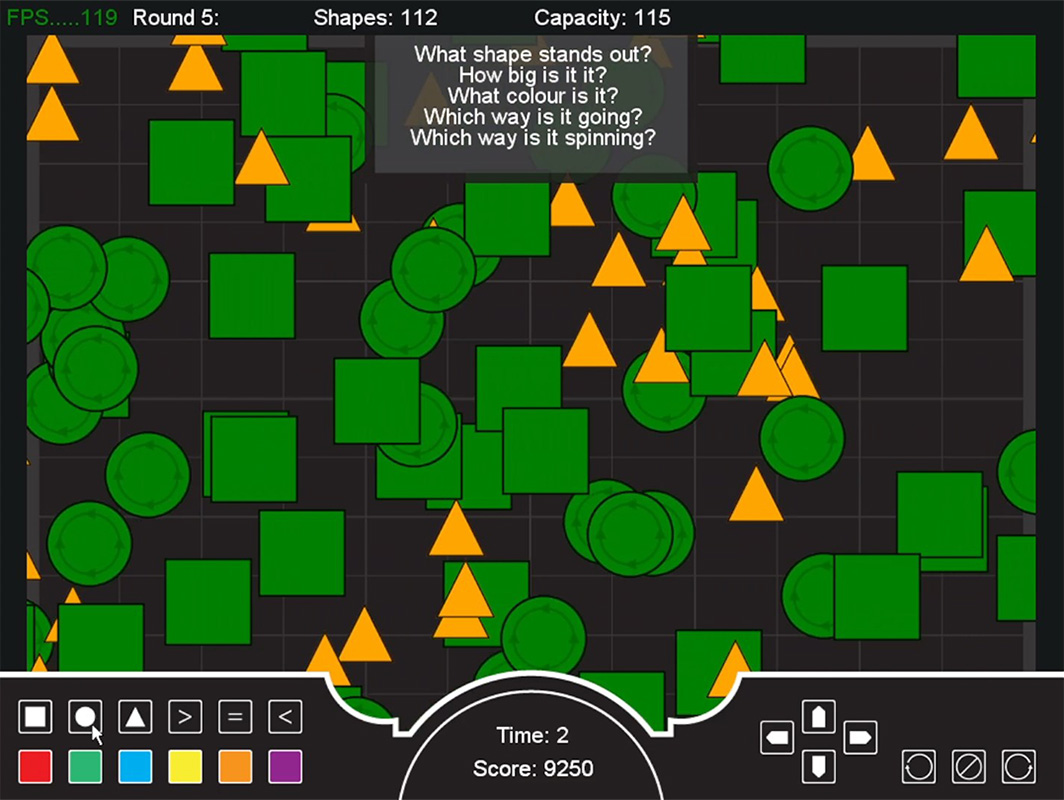 FPS.....119 Round 5: Shapes: 112 Capacity: 115
What shape stands out?
How big is it it?
What colour is it?
Which way is it going?
Which way is it spinning?
> = <
Time: 2
Score: 9250